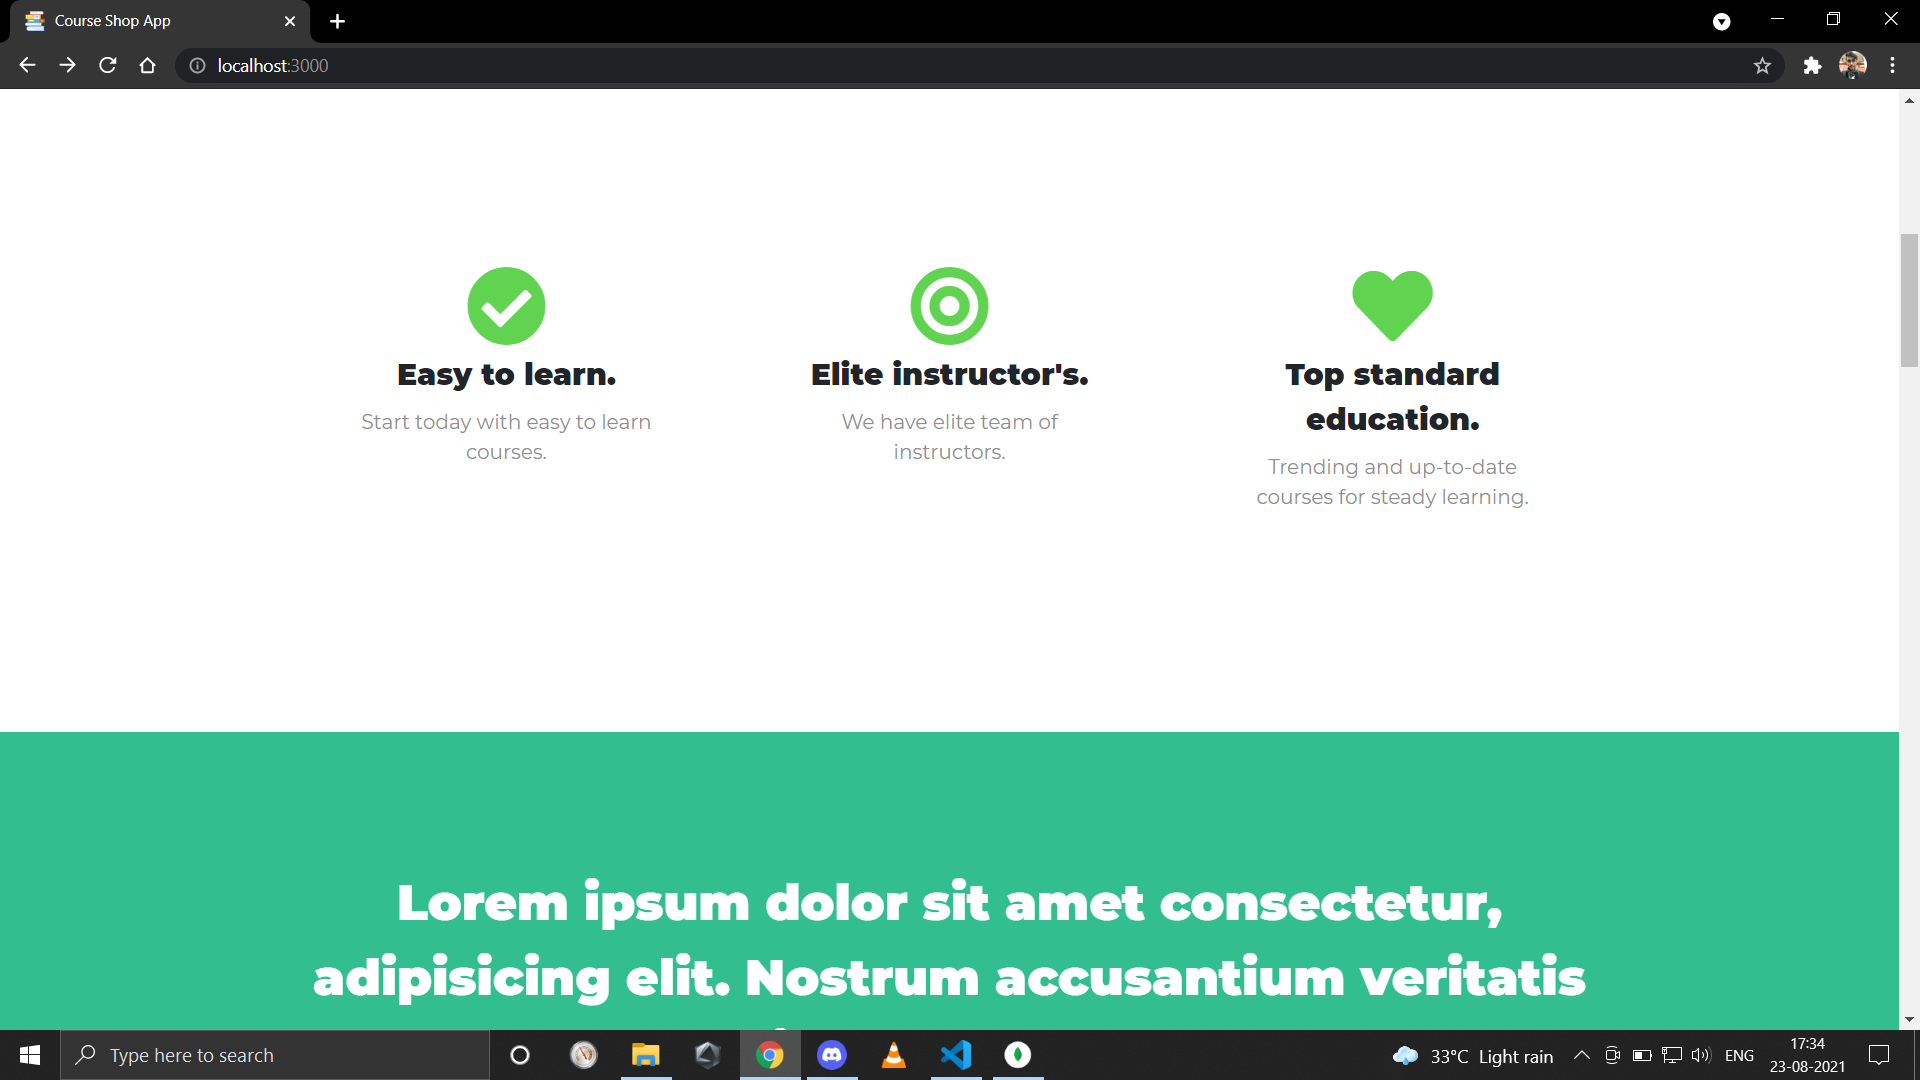 Course Shop App
localhost:3000
Easy to learn.
Start today with easy to learn
courses.
Elite instructor's.
We have elite team of
instructors.
Top standard
education.
Trending and up-to-date
courses for steady learning.
Lorem ipsum dolor sit amet consectetur,
adipisicing elit. Nostrum accusantium veritatis
Type here to search
33°C Light rain
ENG
17:34
23-08-2021